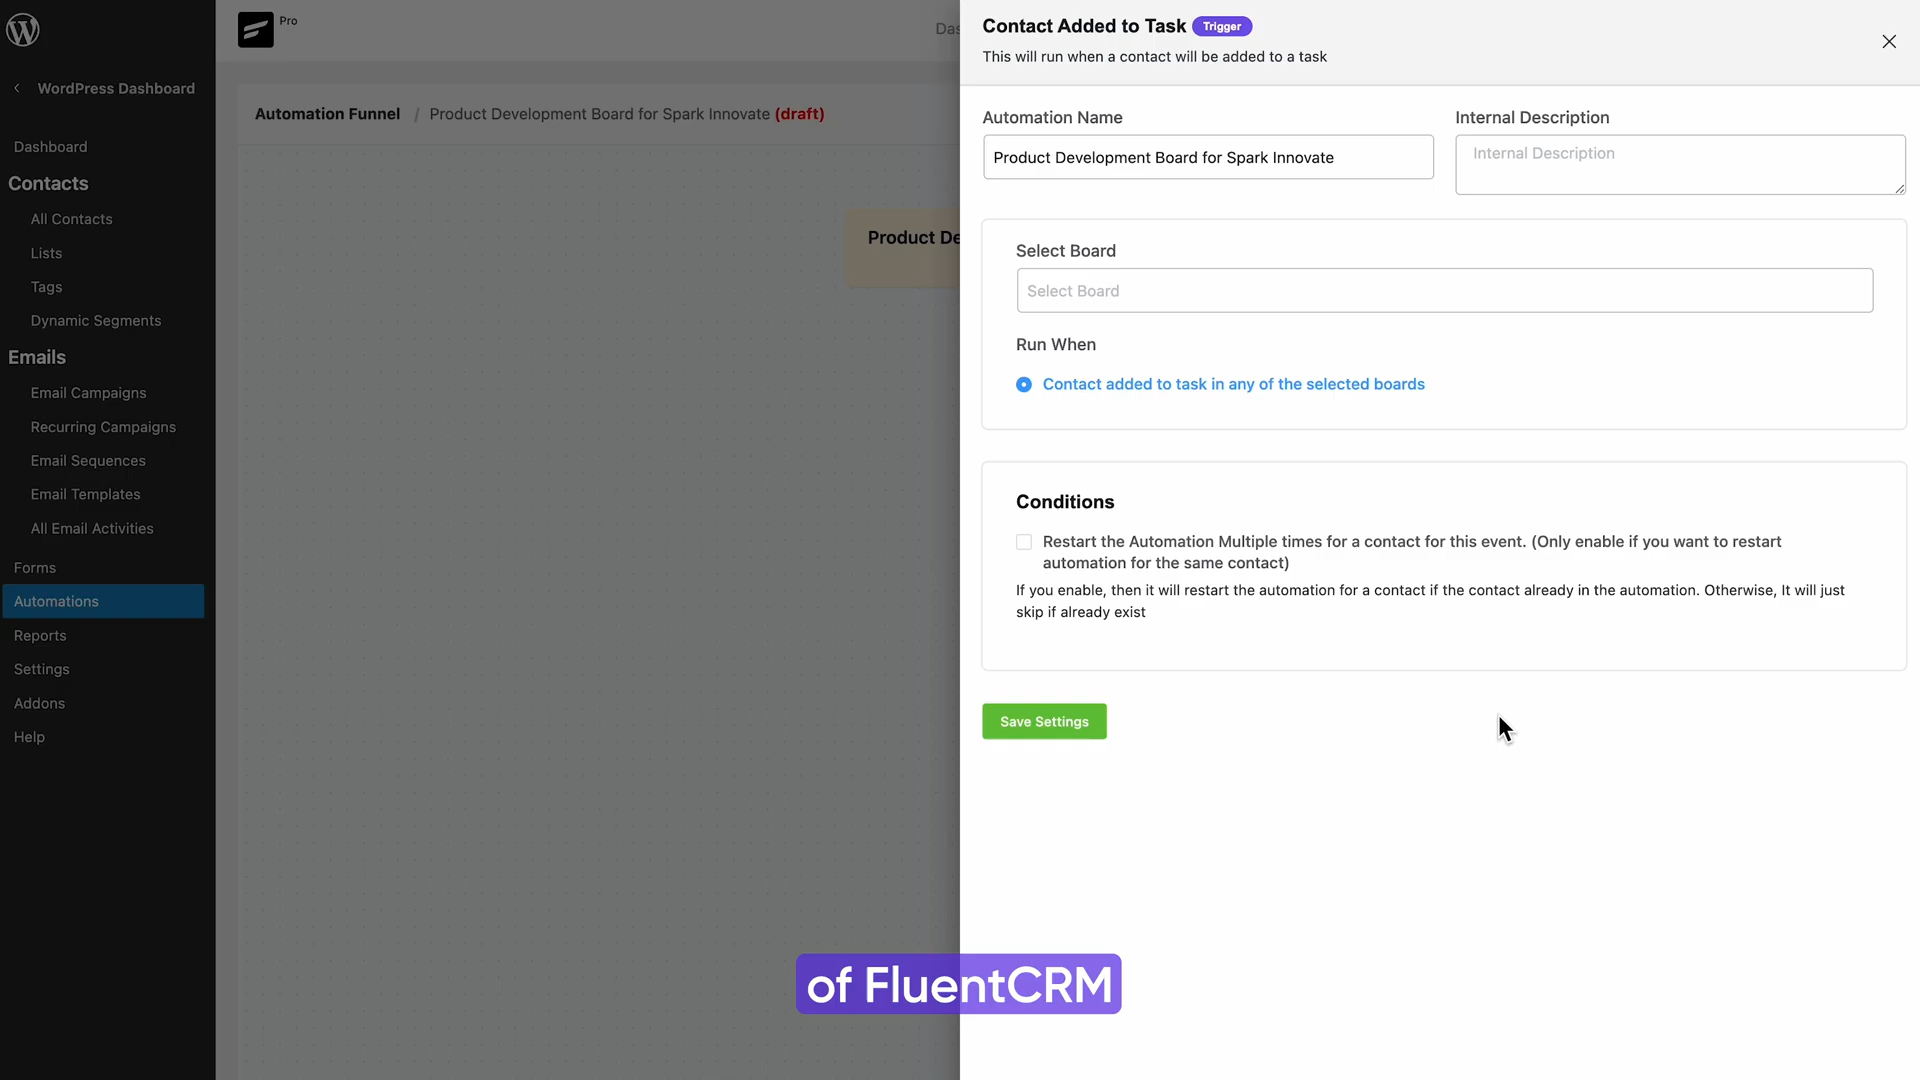 Pro
Das
WordPress Dashboard
Dashboard
Contacts
All Contacts
Lists
Tags
Dynamic Segments
Emails
Email Campaigns
Recurring Campaigns
Email Sequences
Email Templates
All Email Activities
Forms
Automations
Reports
Settings
Addons
Help
Automation Funnel / Product Development Board for Spark Innovate (draft)
Product De
Contact Added to Task Trigger
This will run when a contact will be added to a task
Automation Name
Product Development Board for Spark Innovate
Internal Description
Internal Description
Select Board
Select Board
Run When
Contact added to task in any of the selected boards
Conditions
Restart the Automation Multiple times for a contact for this event. (Only enable if you want to restart
automation for the same contact)
If you enable, then it will restart the automation for a contact if the contact already in the automation. Otherwise, It will just
skip if already exist
Save Settings
of FluentCRM